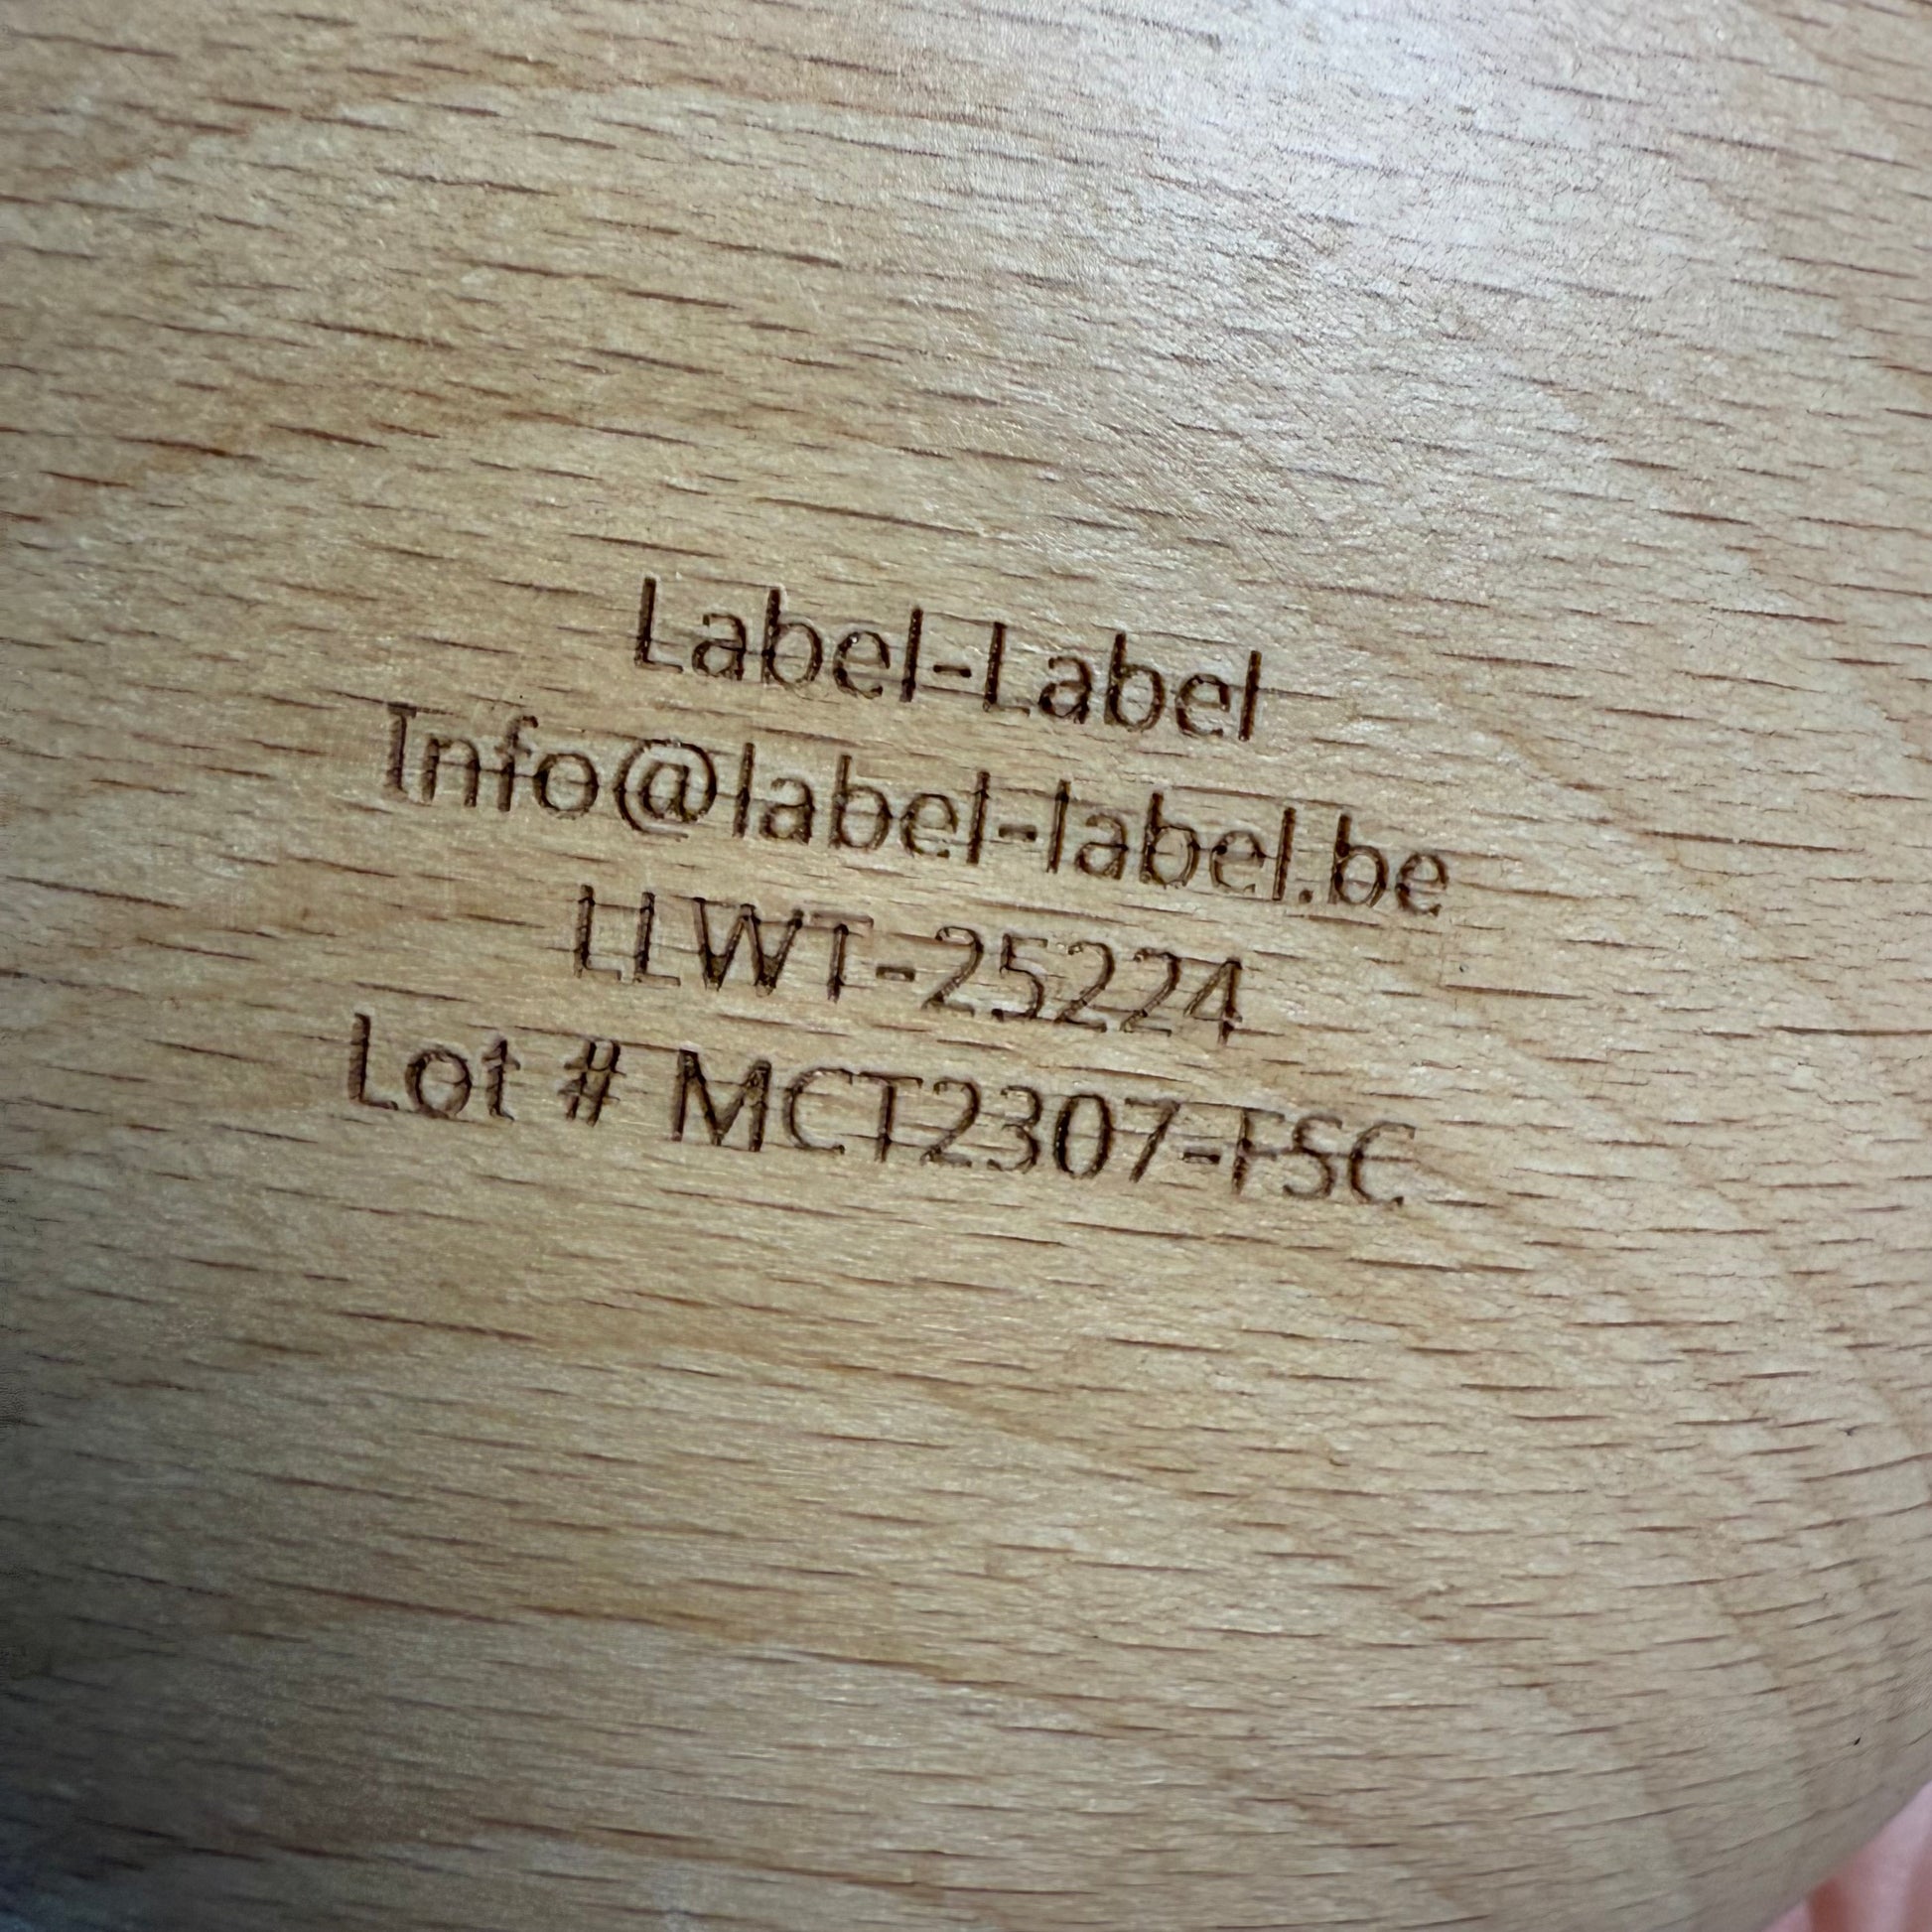 Label-Label
Info@label-label.be
LLWT-25224
Lot # MCT2307-FSC